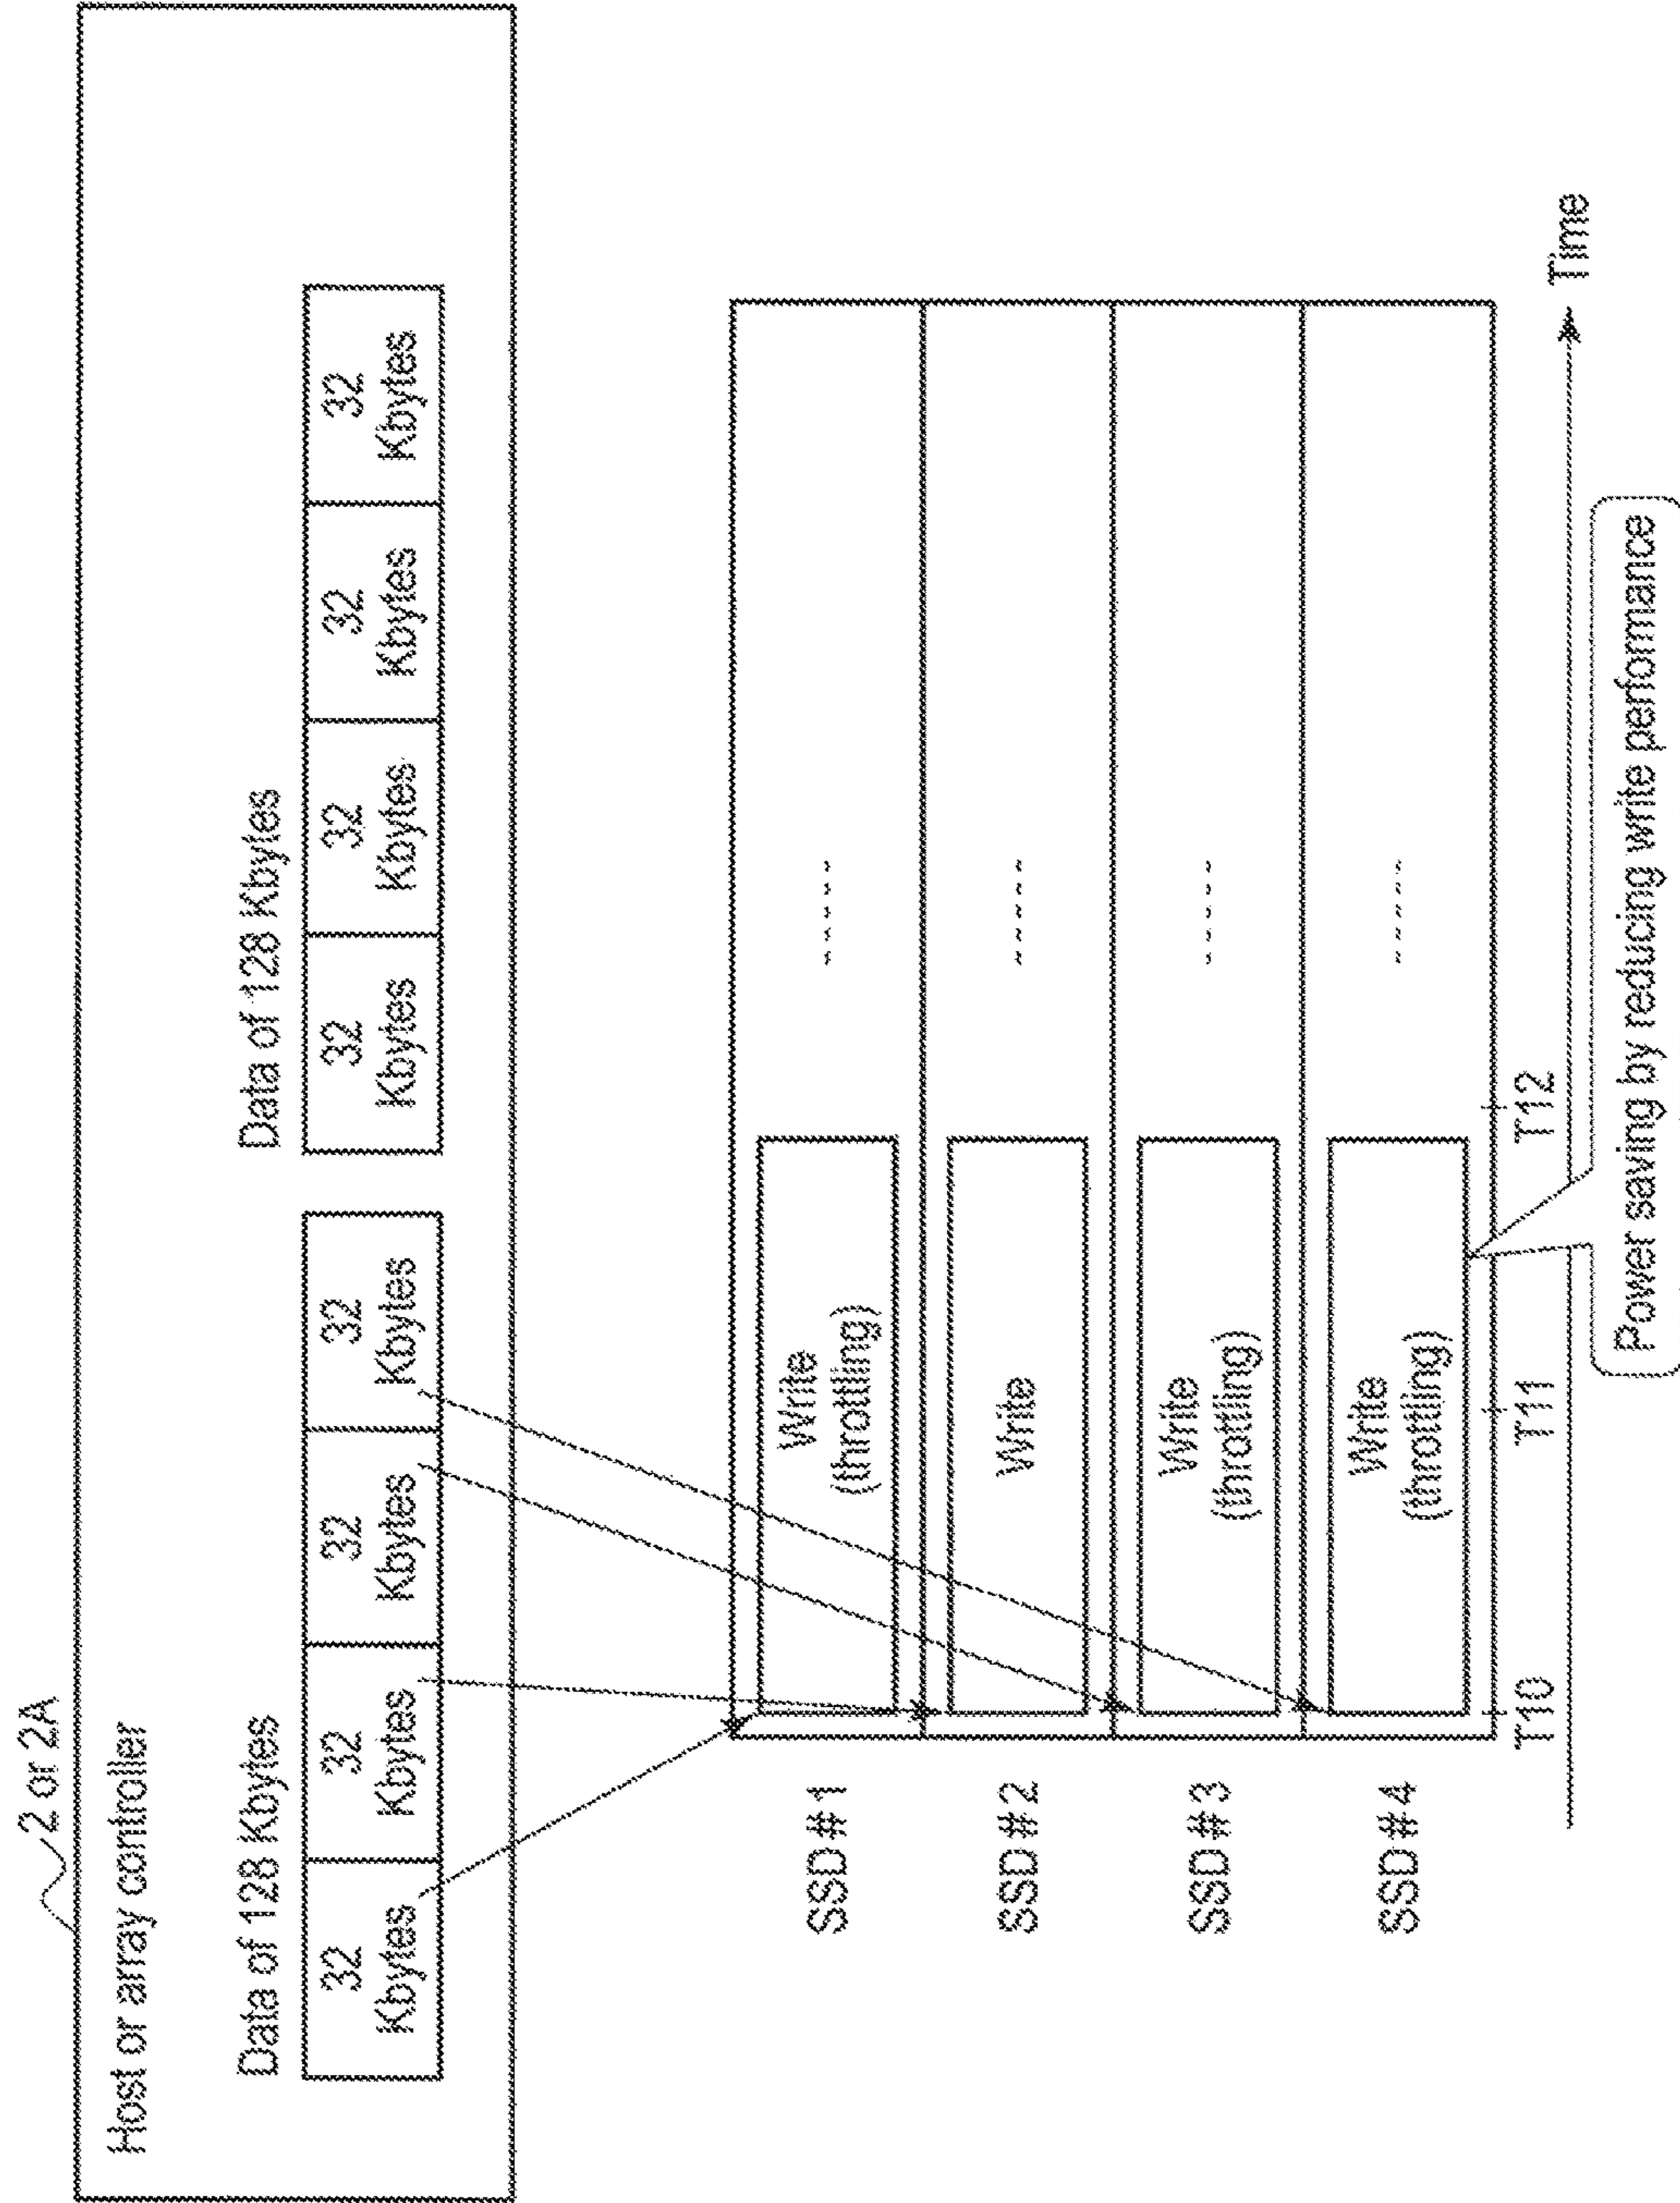 2 or 2A
Host or array controller
Data of 128 Kbytes
Data of 128 Kbytes
32
Kbytes
32
Kbytes
32
Kbytes
32
Kbytes
32
Kbytes
32
Kbytes
32
Kbytes
32
Kbytes
SSD#1
Write
(throttling)
-----
SSD#2
Write
-----
SSD#3
Write
(throttling)
-----
SSD#4
Write
(throttling)
-----
T10
T11
T12
Time
Power saving by reducing write performance